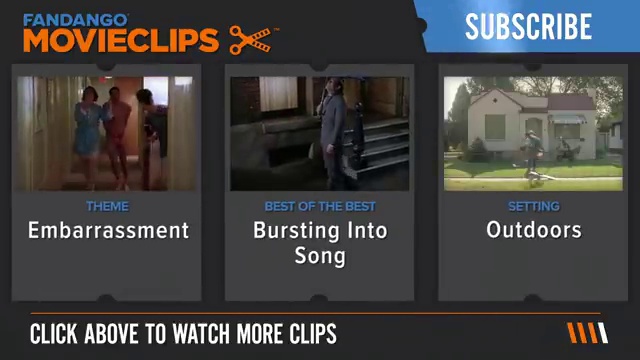 FANDANGO
MOVIECLIPS
SUBSCRIBE
THEME
Embarrassment
BEST OF THE BEST
Bursting Into
Song
SETTING
Outdoors
CLICK ABOVE TO WATCH MORE CLIPS